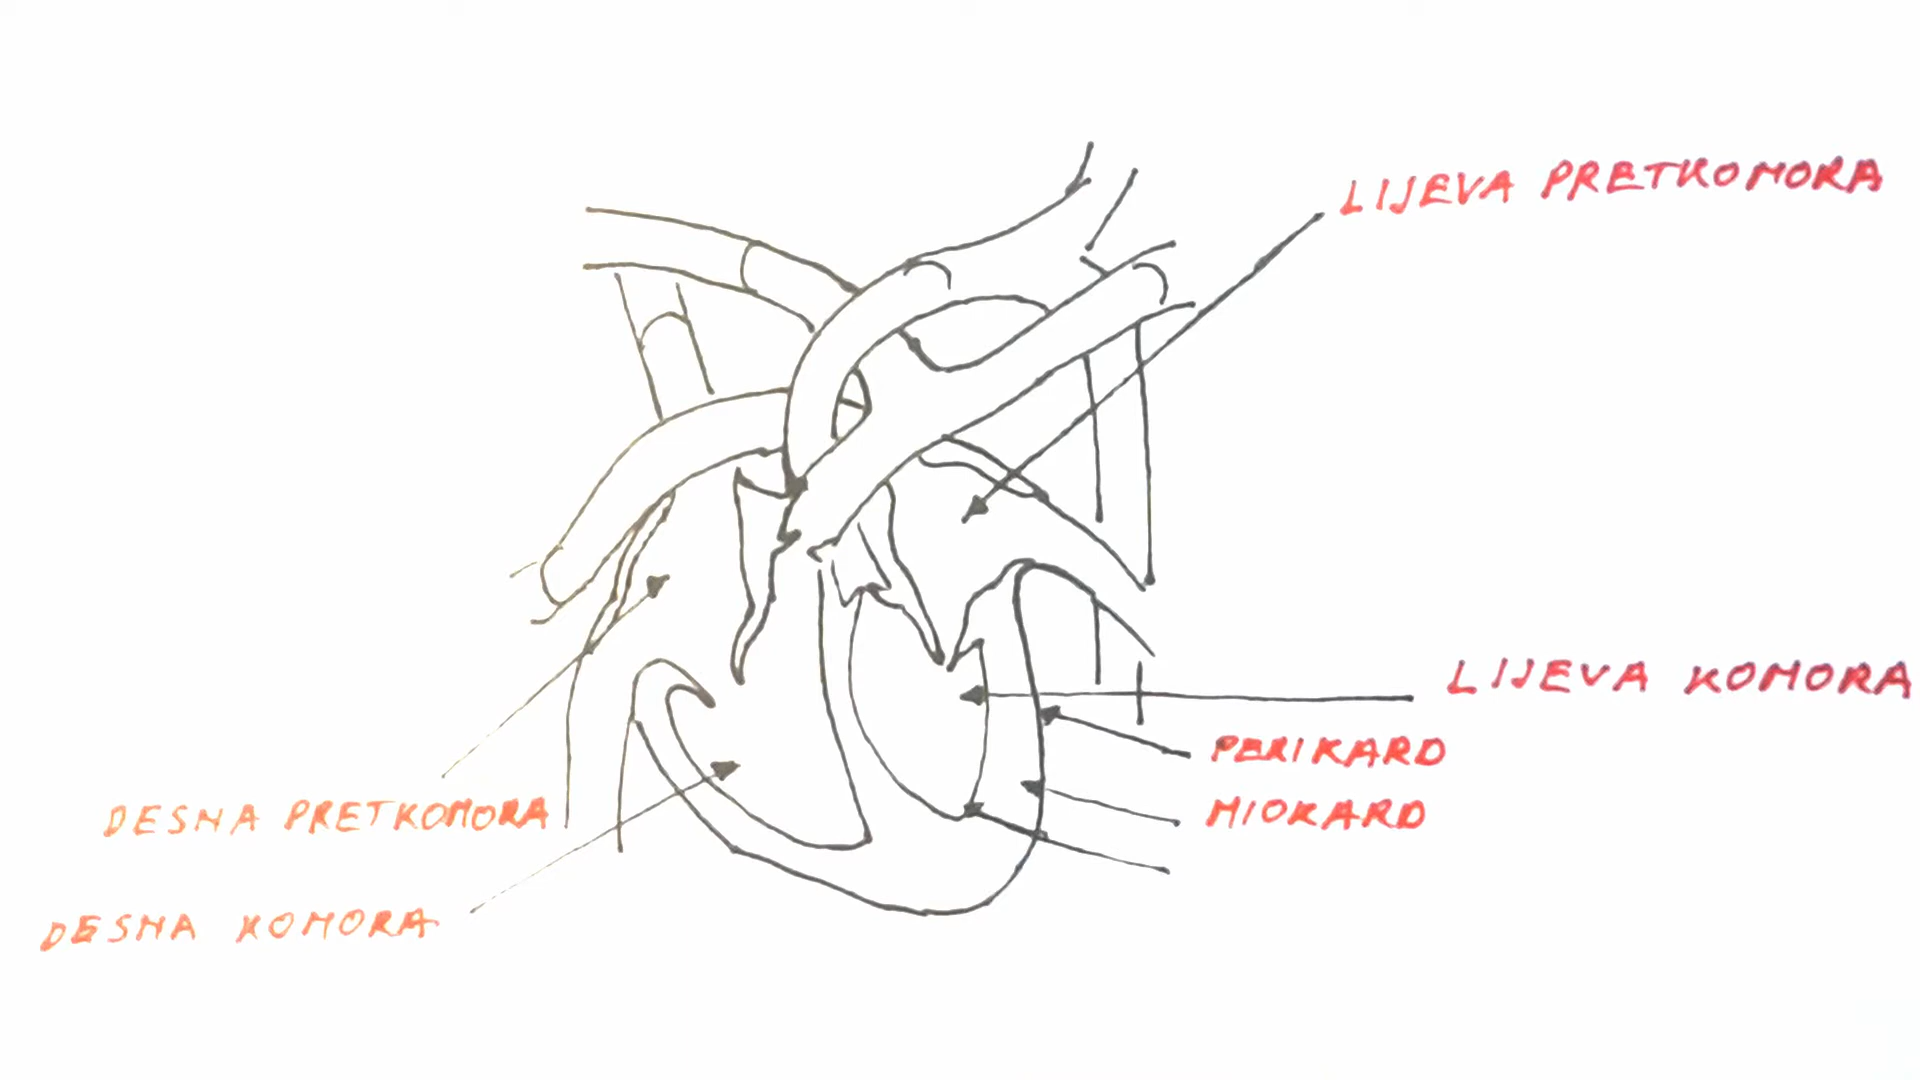 LIJEVA PRETKOMORA
LIJEVA KOMORA
PERIKARD
MIOKARD
DESNA PRETKOMORA
DESNA KOMORA